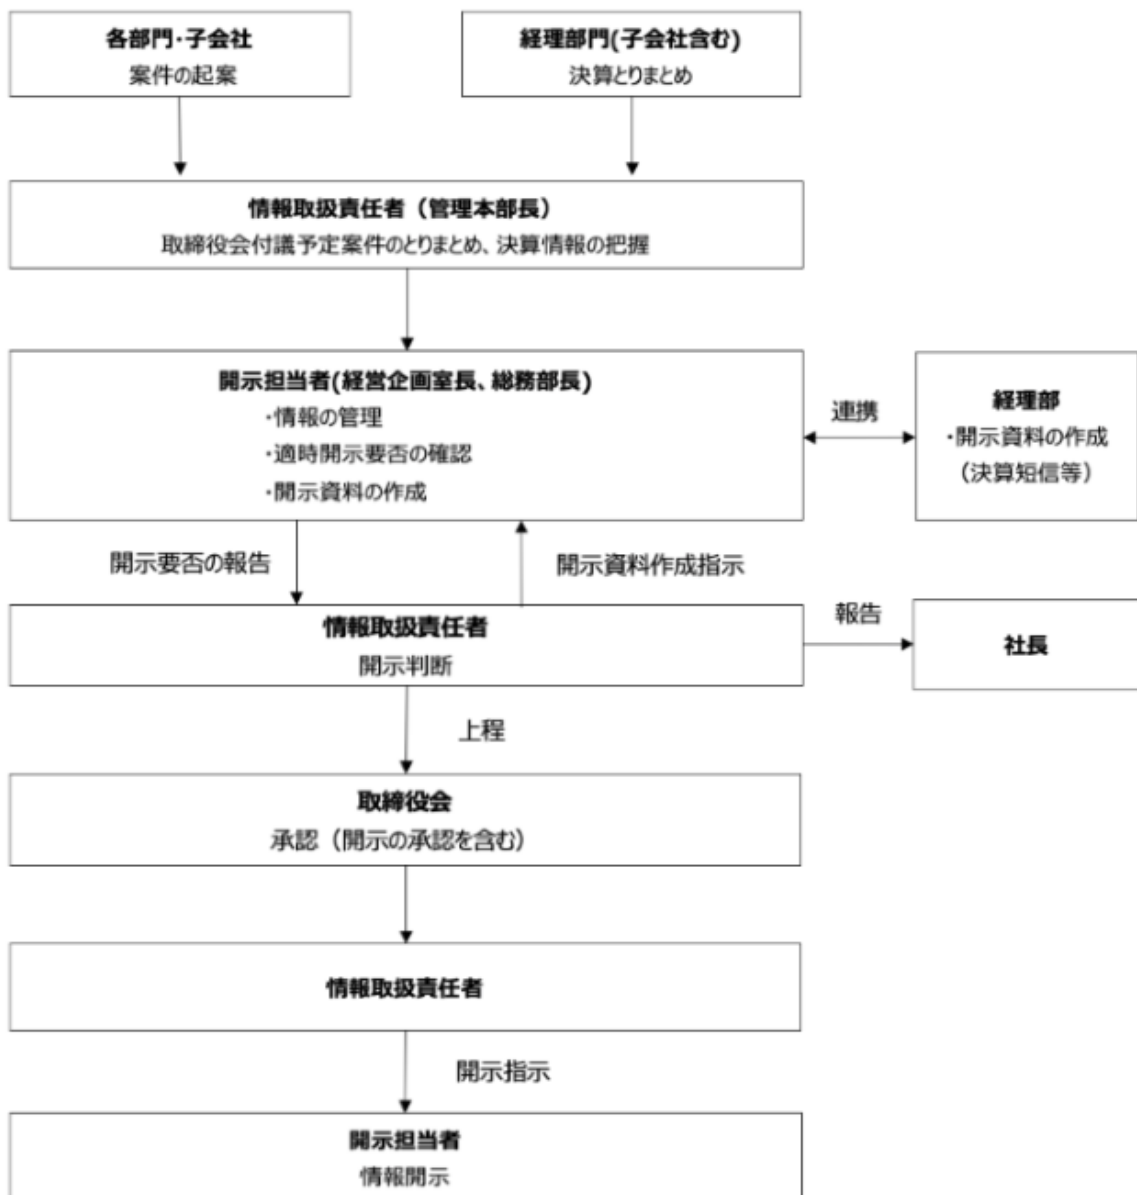 各部門・子会社
案件の起案
経理部門(子会社含む)
決算とりまとめ
情報取扱責任者（管理本部長）
取締役会付議予定案件のとりまとめ、決算情報の把握
開示担当者(経営企画室長、総務部長)
・情報の管理
・適時開示要否の確認
・開示資料の作成
連携
経理部
・開示資料の作成
（決算短信等）
開示要否の報告
開示資料作成指示
情報取扱責任者
開示判断
報告
社長
上程
取締役会
承認（開示の承認を含む）
情報取扱責任者
開示指示
開示担当者
情報開示